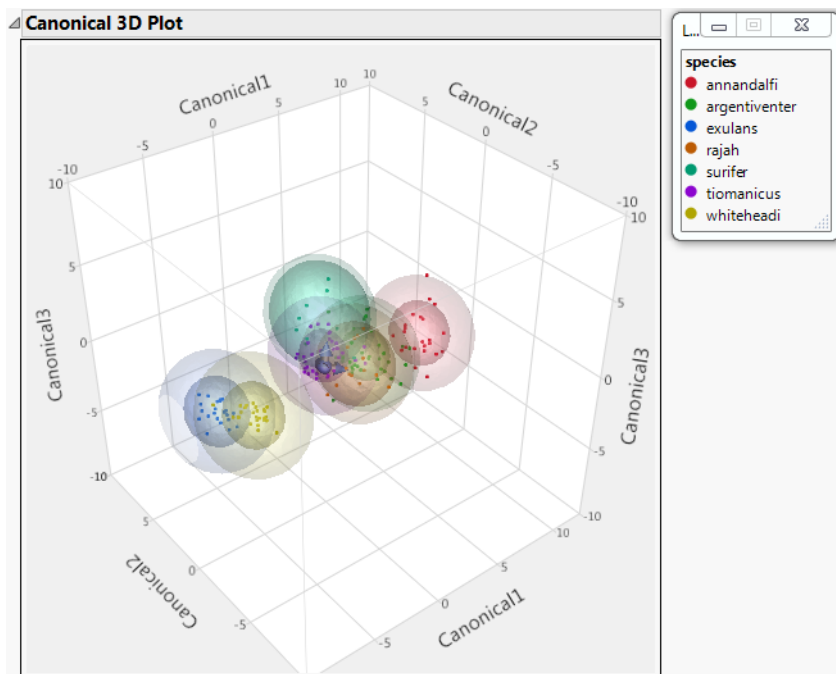 Canonical 3D Plot
L...
species
annandalfi
argentiventer
exulans
rajah
surifer
tiomanicus
whiteheadi
Canonical1
-10
-5
0
5
10
Canonical2
10
5
0
-5
-10
Canonical3
10
5
0
-5
-10
Canonical3
10
5
0
-5
-10
Canonical2
5
0
-5
Canonical1
-5
0
5
10